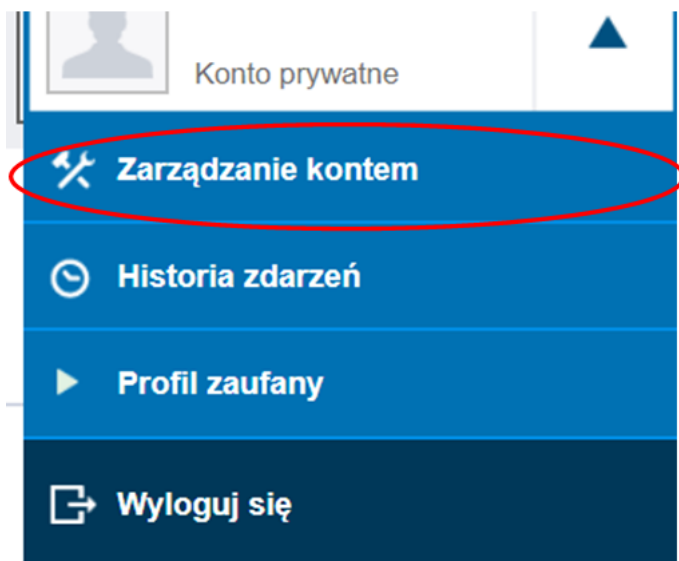 Konto prywatne
Zarządzanie kontem
Historia zdarzeń
Profil zaufany
Wyloguj się